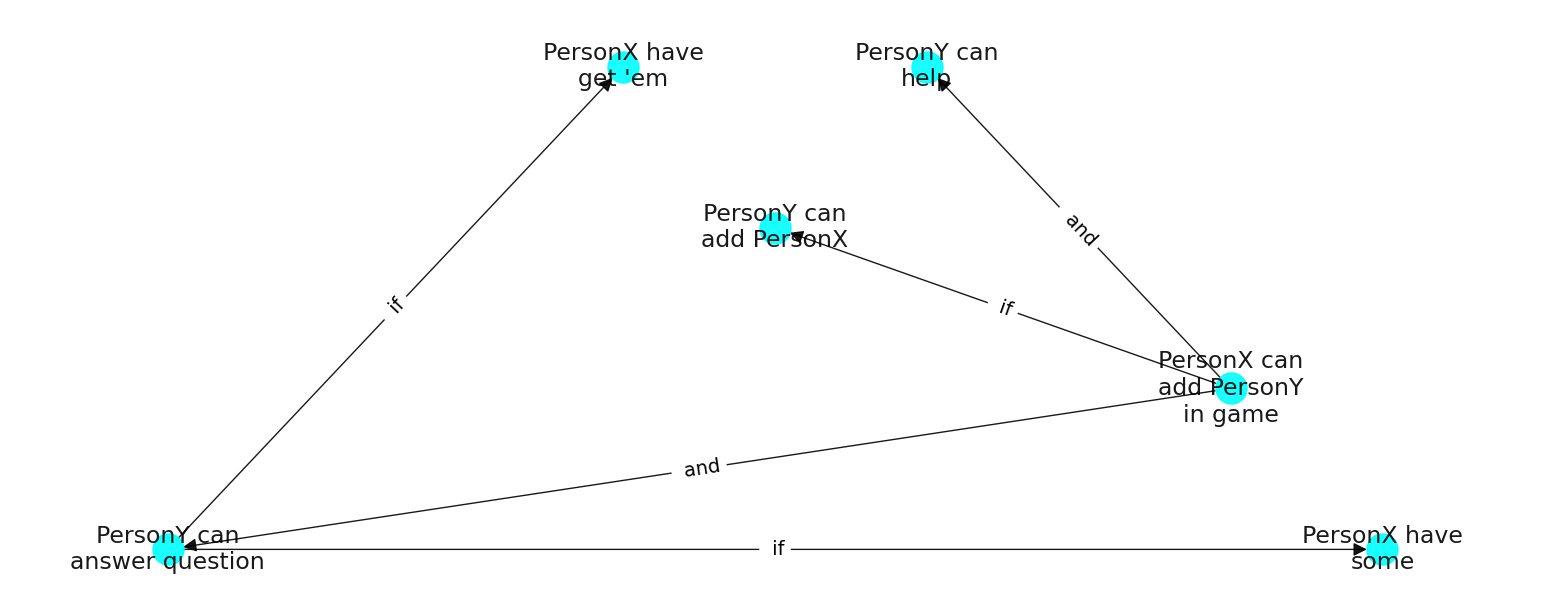 PersonX have
get 'em
PersonY can
help
PersonY can
add PersonX
and
if
if
PersonX can
add PersonY
in game
and
PersonY can
answer question
if
PersonX have
some